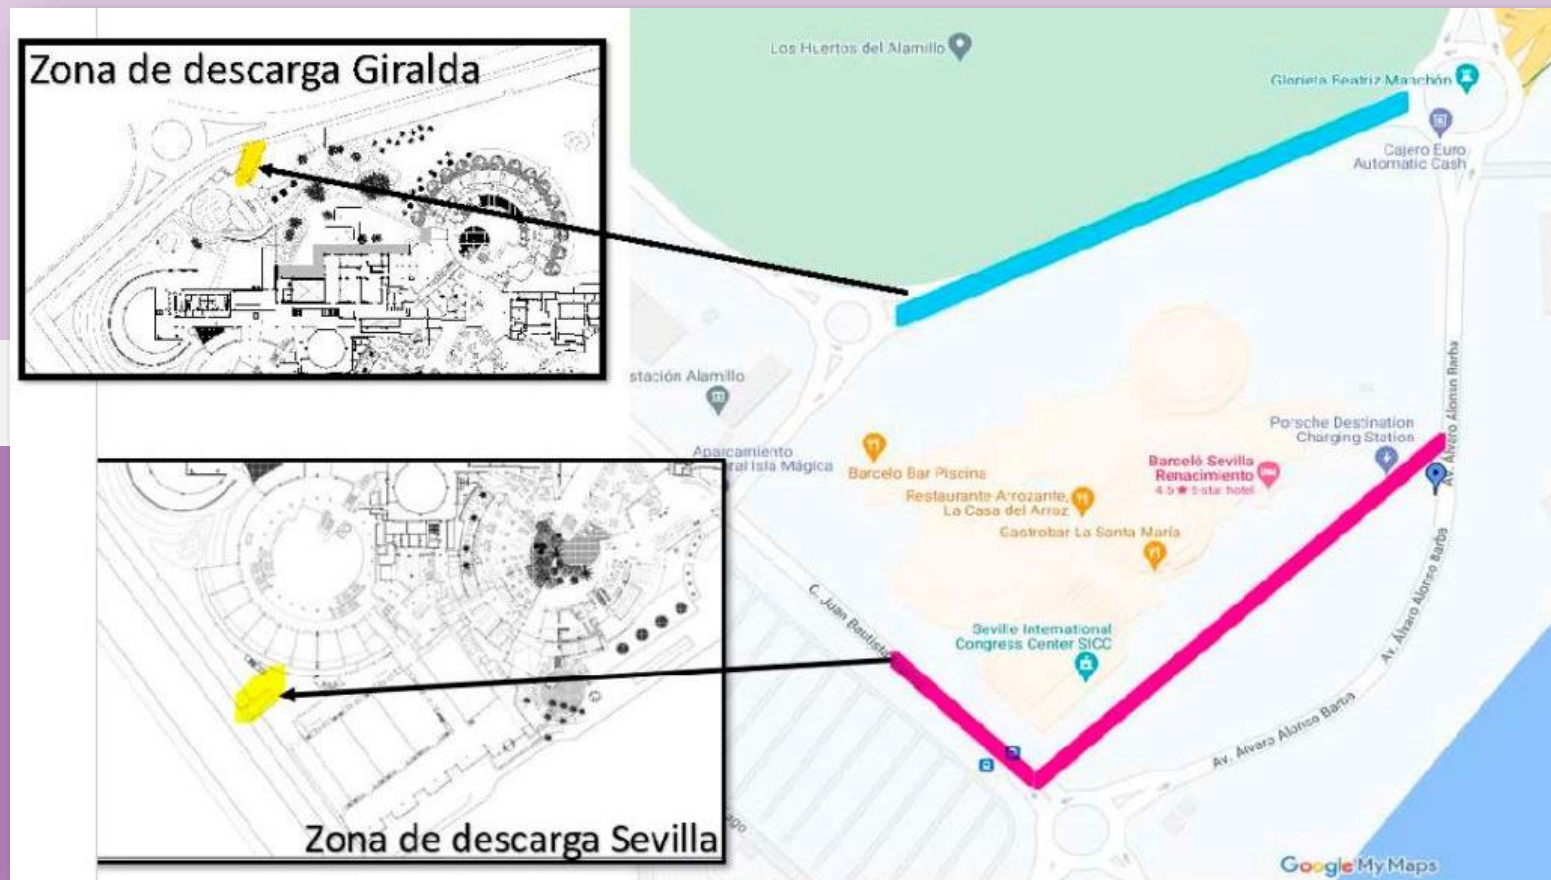 Zona de descarga Giralda
Los Huertos del Alamillo
Glorieta Beatriz Manchón
Cajero Euro
Automatic Cash
stación Alamillo
Aparcamiento
ral Isla Mágica
Barcelo Bar Piscina
Restaurante Arrozante,
La Casa del Arroz
Gastrobar La Santa María
Barceló Sevilla
Renacimiento
4.5 ★ 5-star hotel
Porsche Destination
Charging Station
Av. Álvaro Alonso Barba
Av. Álvaro Alonso Barba
Av. Álvaro Alonso Barba
C. Juan Bautista
Seville International
Congress Center SICC
Zona de descarga Sevilla
ago
Google My Maps